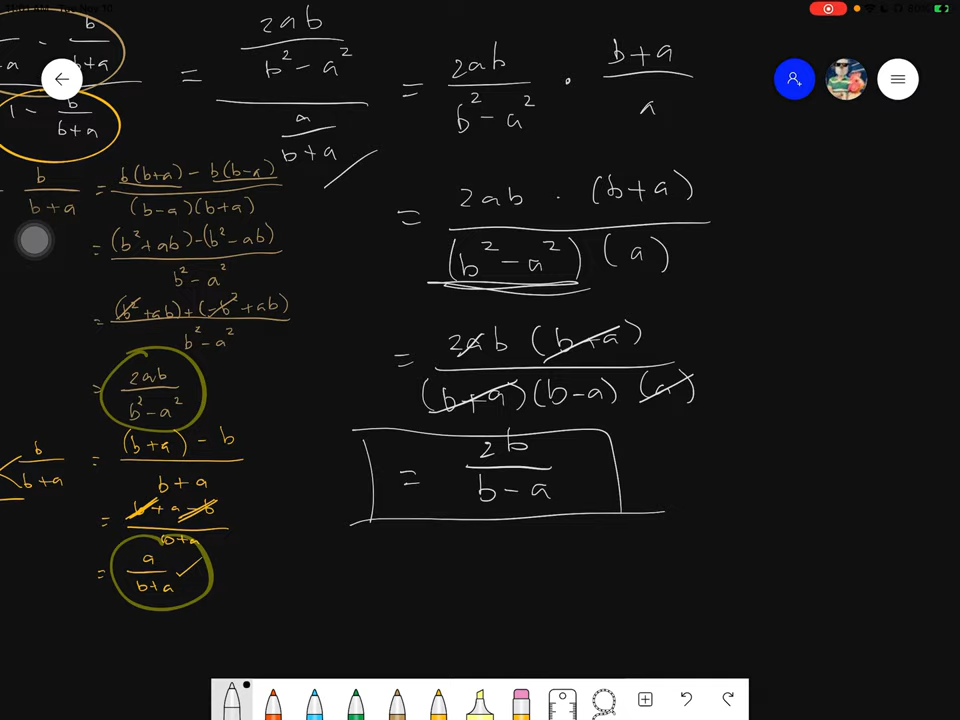 b/(b+a)
1 - b/(b+a)
= (2ab/(b² - a²))/(a/(b+a))
= 2ab/(b² - a²) · (b+a)/a
b/(b+a) = (b(b+a) - b(b-a))/((b-a)(b+a))
= ((b²+ab) - (b²-ab))/(b² - a²)
= ((b²+ab)+(-b²+ab))/(b² - a²)
= 2ab/(b² - a²)
b/(b+a) = ((b+a) - b)/(b+a)
= (b+a-b)/(b+a)
= a/(b+a) ✓
= (2ab · (b+a))/((b² - a²)(a))
= (2ab(b+a))/((b+a)(b-a)(a))
= 2b/(b-a)